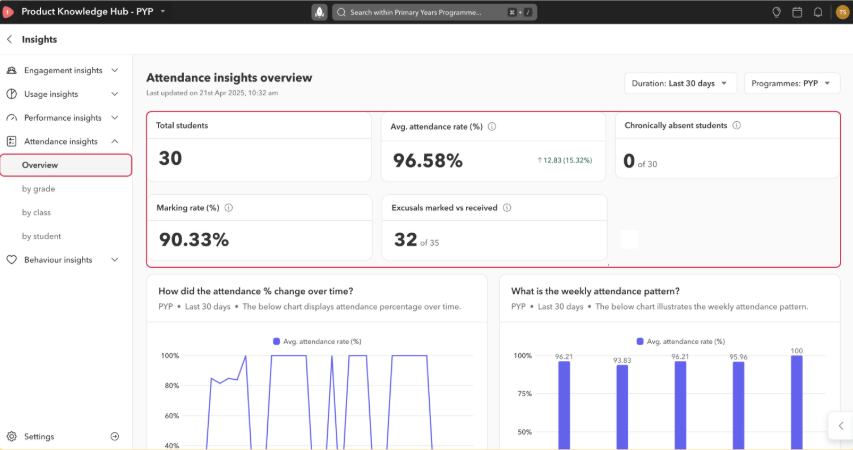 Product Knowledge Hub - PYP
Search within Primary Years Programme...
⌘ + /
TS
Insights
Engagement insights
Usage insights
Performance insights
Attendance insights
Overview
by grade
by class
by student
Behaviour insights
Settings
Attendance insights overview
Last updated on 21st Apr 2025, 10:32 am
Duration: Last 30 days
Programmes: PYP
Total students
30
Avg. attendance rate (%)
96.58%
↑ 12.83 (15.32%)
Chronically absent students
0 of 30
Marking rate (%)
90.33%
Excusals marked vs received
32 of 35
How did the attendance % change over time?
PYP • Last 30 days • The below chart displays attendance percentage over time.
Avg. attendance rate (%)
100%
80%
60%
40%
What is the weekly attendance pattern?
PYP • Last 30 days • The below chart illustrates the weekly attendance pattern.
Avg. attendance rate (%)
100%
75%
50%
96.21
93.83
96.21
95.96
100